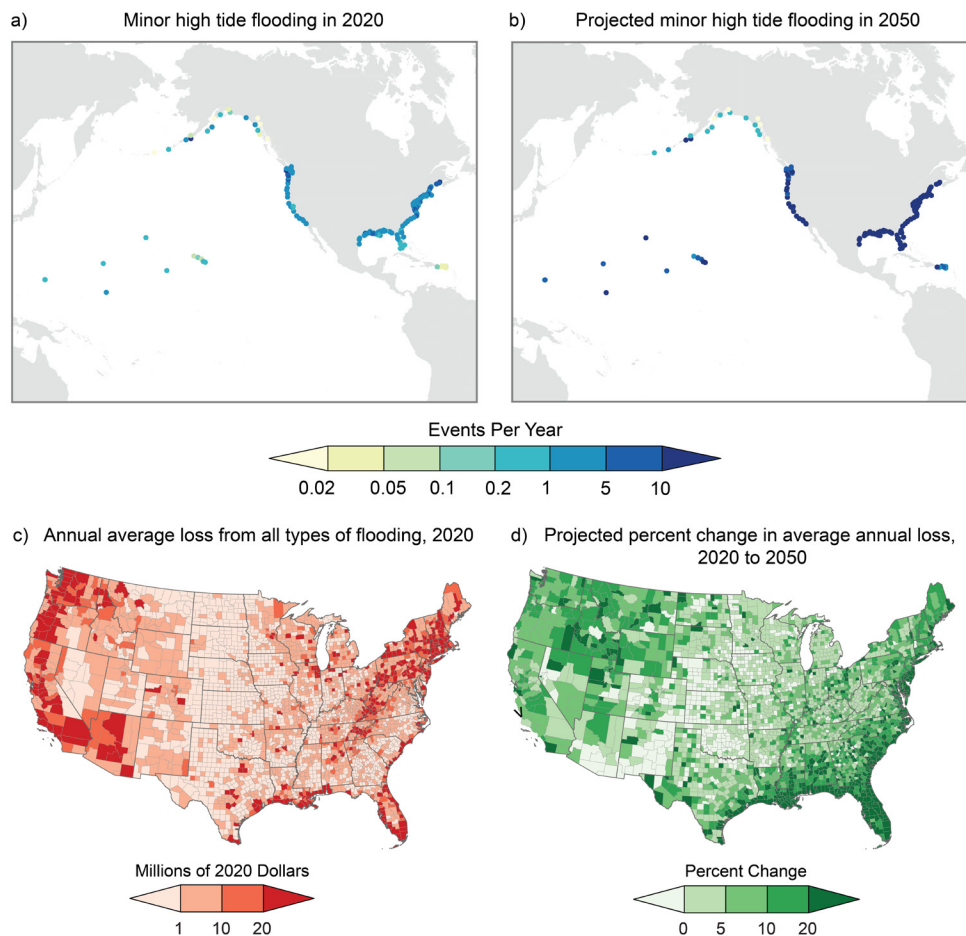 a) Minor high tide flooding in 2020
b) Projected minor high tide flooding in 2050
Events Per Year
0.02 0.05 0.1 0.2 1 5 10
c) Annual average loss from all types of flooding, 2020
d) Projected percent change in average annual loss,
2020 to 2050
Millions of 2020 Dollars
1 10 20
Percent Change
0 5 10 20